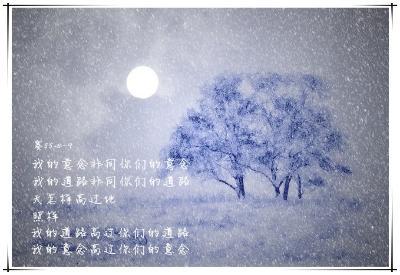 赛55-8-9
我的意念非同你们的意念
我的道路非同你们的道路
天怎样高过地
照样
我的道路高过你们的道路
我的意念高过你们的意念